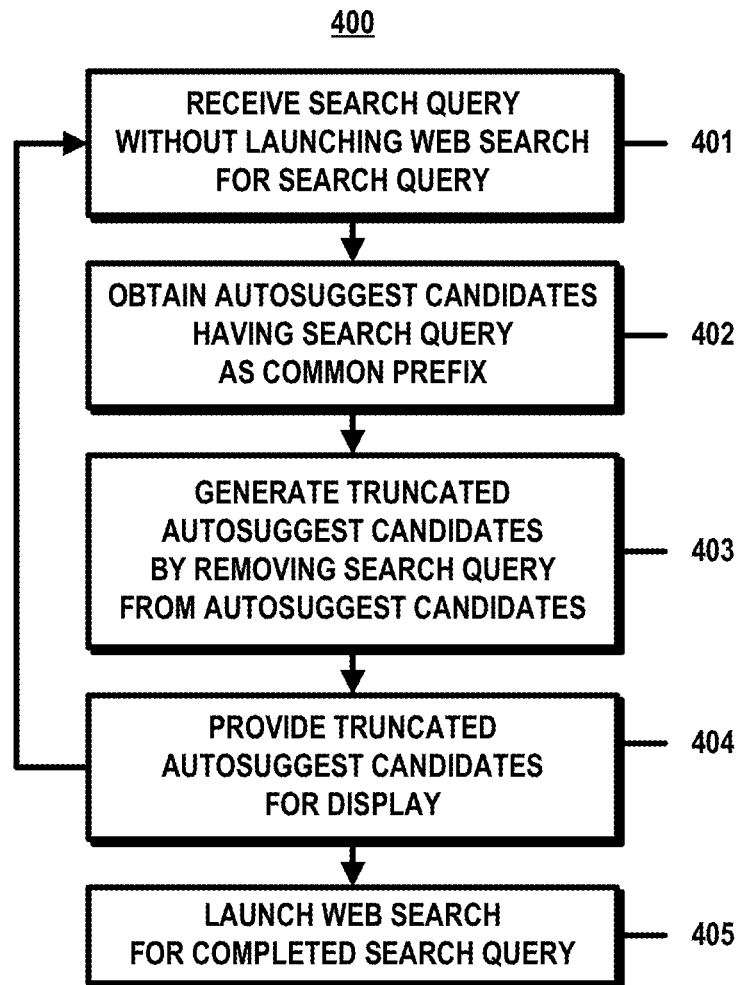 400
RECEIVE SEARCH QUERY
WITHOUT LAUNCHING WEB SEARCH
FOR SEARCH QUERY
401
OBTAIN AUTOSUGGEST CANDIDATES
HAVING SEARCH QUERY
AS COMMON PREFIX
402
GENERATE TRUNCATED
AUTOSUGGEST CANDIDATES
BY REMOVING SEARCH QUERY
FROM AUTOSUGGEST CANDIDATES
403
PROVIDE TRUNCATED
AUTOSUGGEST CANDIDATES
FOR DISPLAY
404
LAUNCH WEB SEARCH
FOR COMPLETED SEARCH QUERY
405